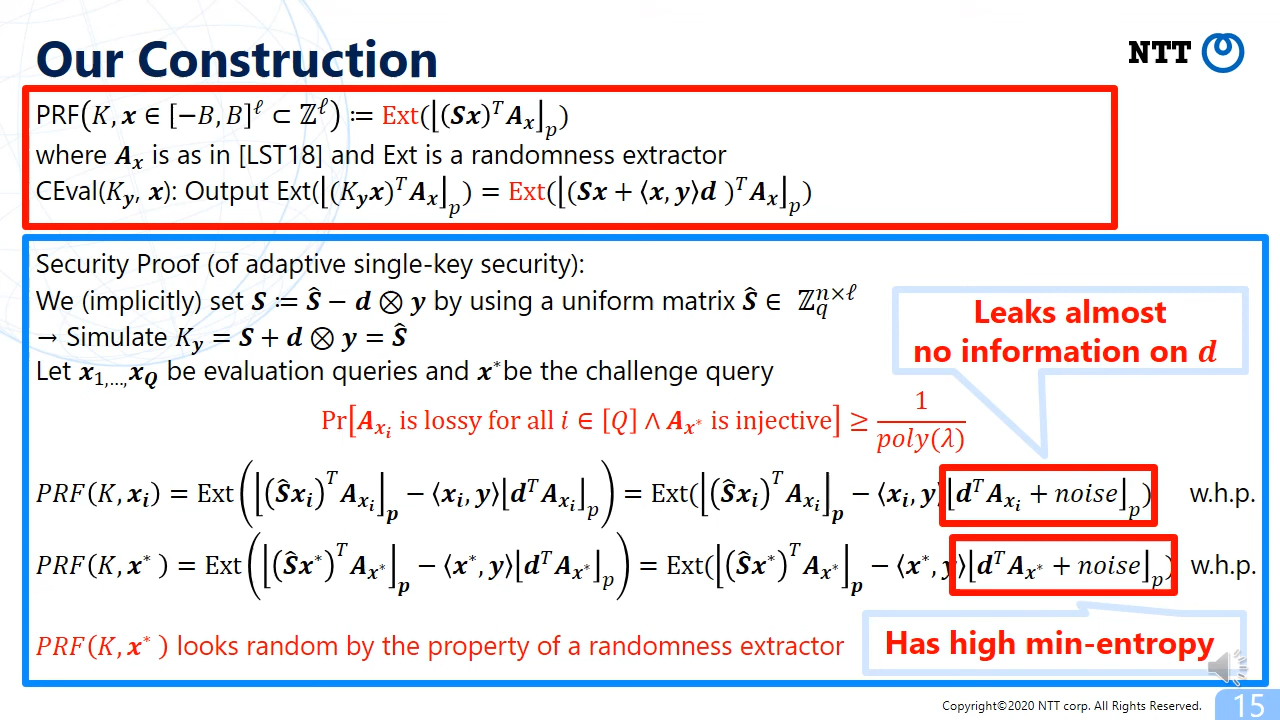 Our Construction
NTT
PRF(K, x ∈ [−B, B]^ℓ ⊂ ℤ^ℓ) ≔ Ext(⌊(Sx)^T A_x⌋_p)
where A_x is as in [LST18] and Ext is a randomness extractor
CEval(K_y, x): Output Ext(⌊(K_y x)^T A_x⌋_p) = Ext(⌊(Sx + ⟨x, y⟩d )^T A_x⌋_p)
Security Proof (of adaptive single-key security):
We (implicitly) set S ≔ Ŝ − d ⊗ y by using a uniform matrix Ŝ ∈ ℤ_q^{n×ℓ}
→ Simulate K_y = S + d ⊗ y = Ŝ
Let x_{1,…,}x_Q be evaluation queries and x* be the challenge query
Leaks almost
no information on d
Pr[A_{x_i} is lossy for all i ∈ [Q] ∧ A_{x*} is injective] ≥ 1/poly(λ)
PRF(K, x_i) = Ext(⌊(Ŝx_i)^T A_{x_i}⌋_p − ⟨x_i, y⟩⌊d^T A_{x_i}⌋_p) = Ext(⌊(Ŝx_i)^T A_{x_i}⌋_p − ⟨x_i, y⟩⌊d^T A_{x_i} + noise⌋_p) w.h.p.
PRF(K, x*) = Ext(⌊(Ŝx*)^T A_{x*}⌋_p − ⟨x*, y⟩⌊d^T A_{x*}⌋_p) = Ext(⌊(Ŝx*)^T A_{x*}⌋_p − ⟨x*, y⟩⌊d^T A_{x*} + noise⌋_p) w.h.p.
PRF(K, x*) looks random by the property of a randomness extractor
Has high min-entropy
Copyright©2020 NTT corp. All Rights Reserved.
15